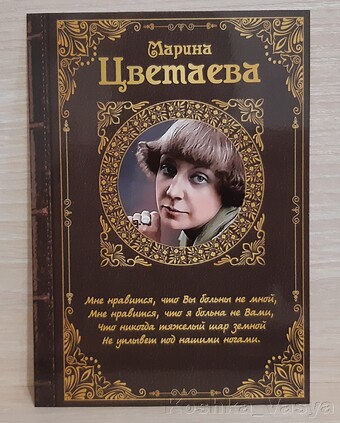 Марина
Цветаева
Мне нравится, что Вы больны не мной,
Мне нравится, что я больна не Вами,
Что никогда тяжелый шар земной
Не уплывет под нашими ногами.
Koshka_Vasya